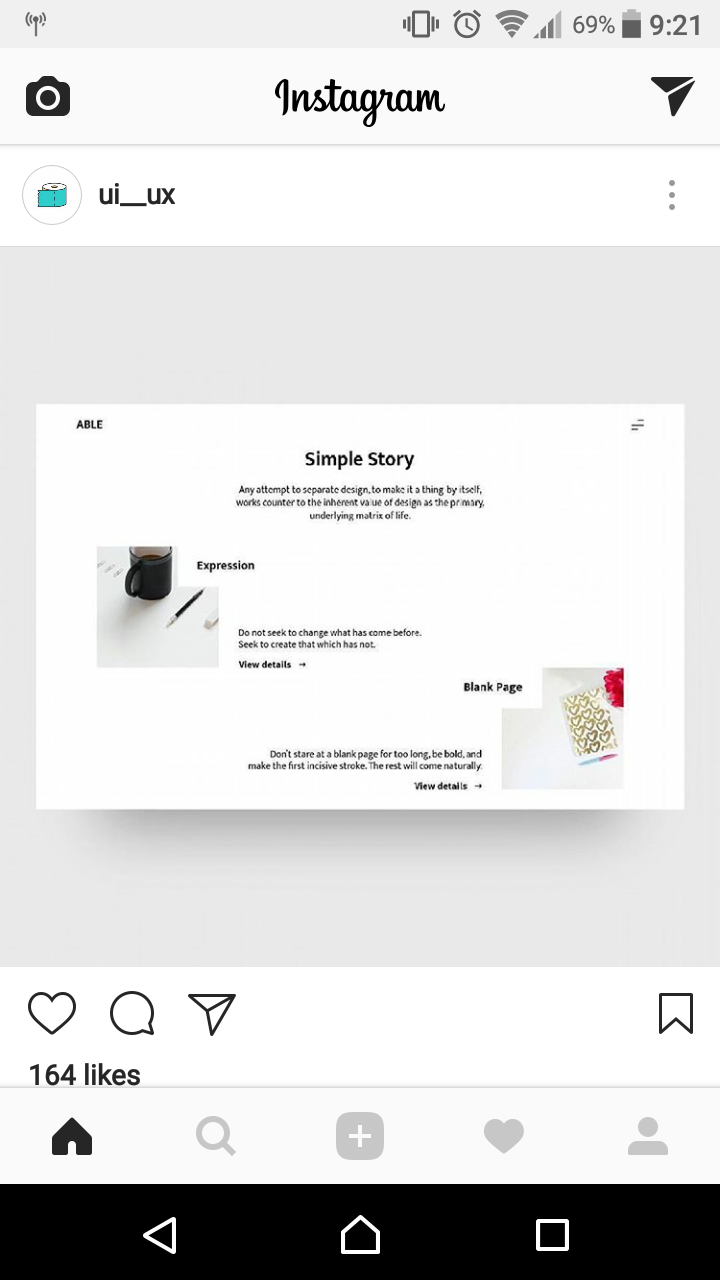 69% 9:21
Instagram
ui__ux
ABLE
Simple Story
Any attempt to separate design, to make it a thing by itself,
works counter to the inherent value of design as the primary,
underlying matrix of life.
Expression
Do not seek to change what has come before.
Seek to create that which has not.
View details →
Blank Page
Don't stare at a blank page for too long, be bold, and
make the first incisive stroke. The rest will come naturally.
View details →
164 likes